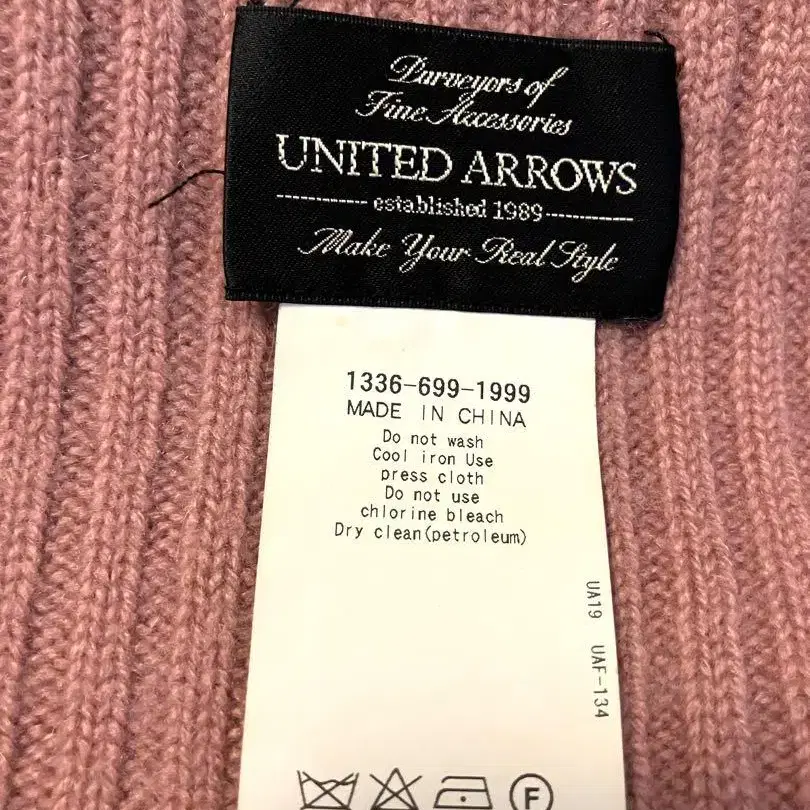 Purveyors of
Fine Accessories
UNITED ARROWS
established 1989
Make Your Real Style
1336-699-1999
MADE IN CHINA
Do not wash
Cool iron Use
press cloth
Do not use
chlorine bleach
Dry clean(petroleum)
UA19 UAF-134
F